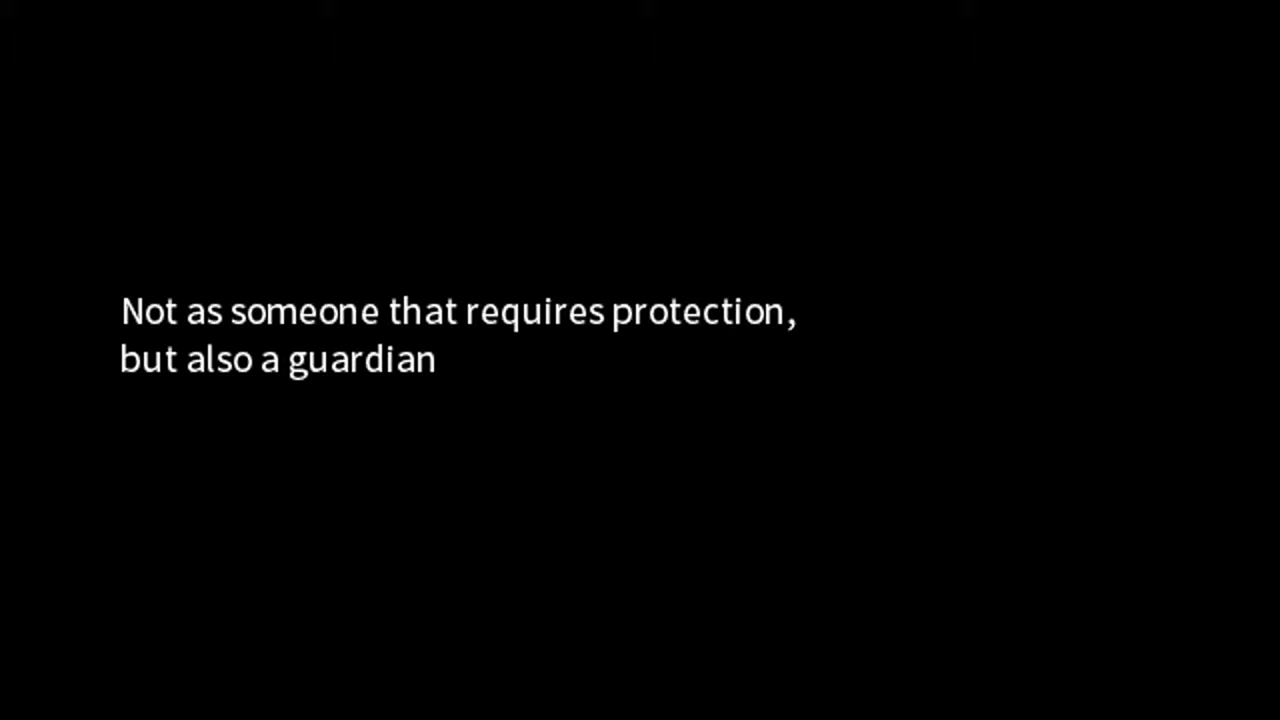 Not as someone that requires protection,
but also a guardian